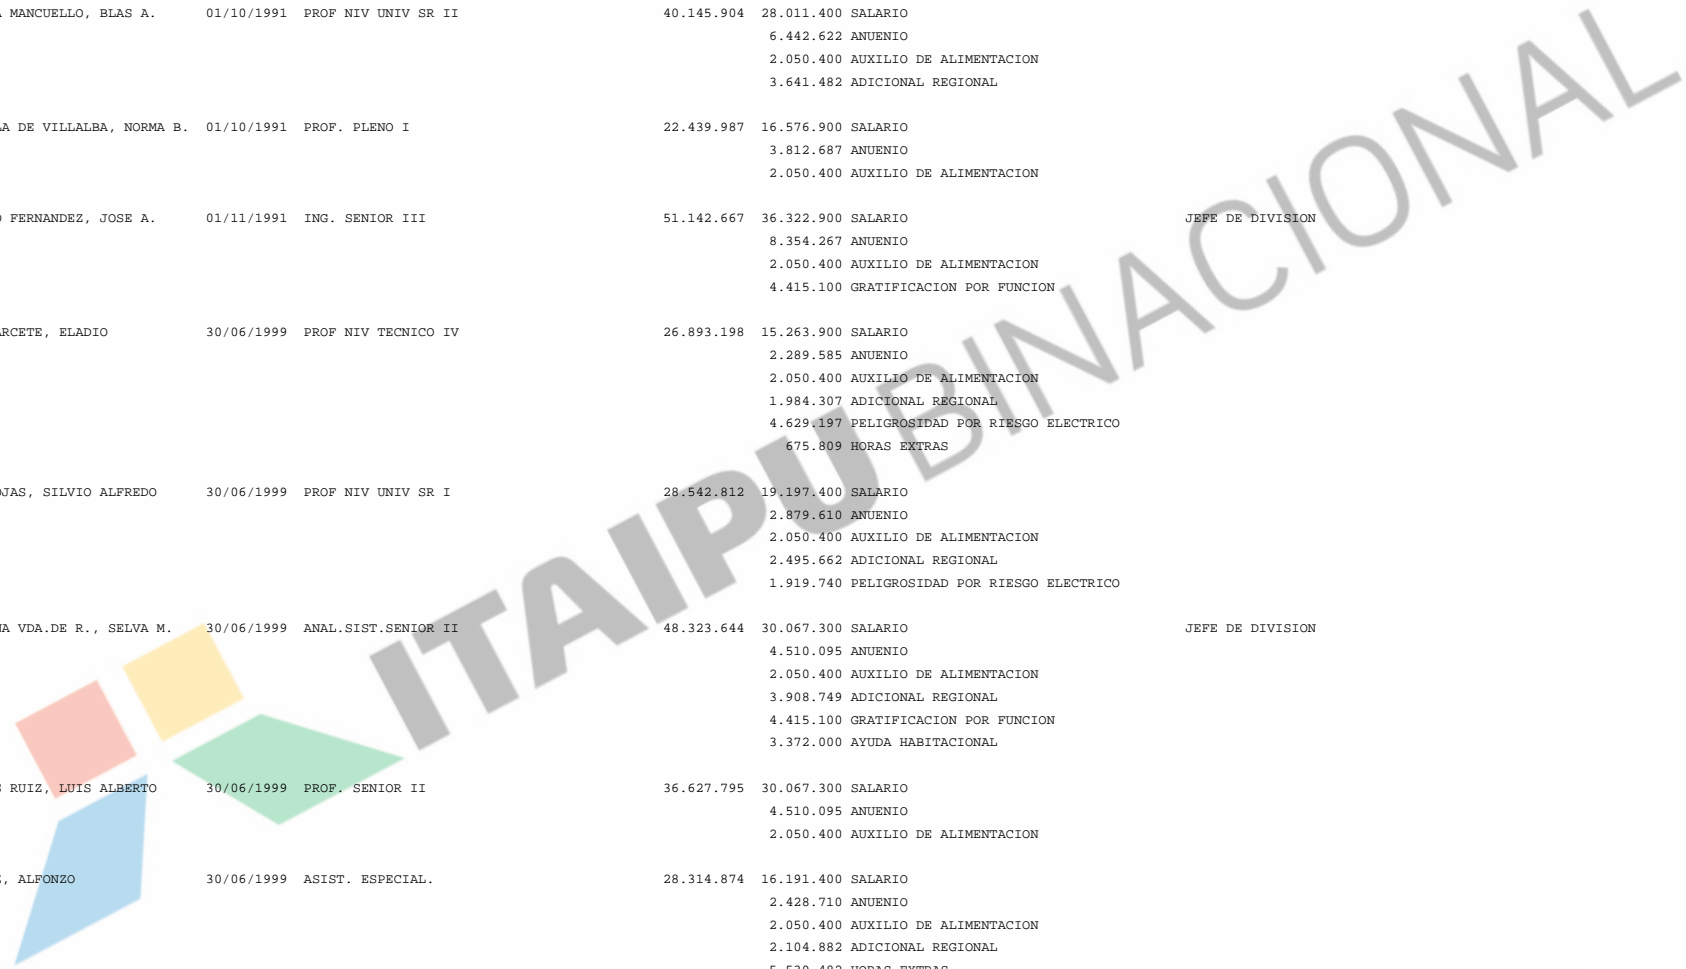 MANCUELLO, BLAS A. 01/10/1991 PROF NIV UNIV SR II 40.145.904 28.011.400 SALARIO
6.442.622 ANUENIO
2.050.400 AUXILIO DE ALIMENTACION
3.641.482 ADICIONAL REGIONAL
LA DE VILLALBA, NORMA B. 01/10/1991 PROF. PLENO I 22.439.987 16.576.900 SALARIO
3.812.687 ANUENIO
2.050.400 AUXILIO DE ALIMENTACION
FERNANDEZ, JOSE A. 01/11/1991 ING. SENIOR III 51.142.667 36.322.900 SALARIO JEFE DE DIVISION
8.354.267 ANUENIO
2.050.400 AUXILIO DE ALIMENTACION
4.415.100 GRATIFICACION POR FUNCION
ARCETE, ELADIO 30/06/1999 PROF NIV TECNICO IV 26.893.198 15.263.900 SALARIO
2.289.585 ANUENIO
2.050.400 AUXILIO DE ALIMENTACION
1.984.307 ADICIONAL REGIONAL
4.629.197 PELIGROSIDAD POR RIESGO ELECTRICO
675.809 HORAS EXTRAS
OJAS, SILVIO ALFREDO 30/06/1999 PROF NIV UNIV SR I 28.542.812 19.197.400 SALARIO
2.879.610 ANUENIO
2.050.400 AUXILIO DE ALIMENTACION
2.495.662 ADICIONAL REGIONAL
1.919.740 PELIGROSIDAD POR RIESGO ELECTRICO
NA VDA.DE R., SELVA M. 30/06/1999 ANAL.SIST.SENIOR II 48.323.644 30.067.300 SALARIO JEFE DE DIVISION
4.510.095 ANUENIO
2.050.400 AUXILIO DE ALIMENTACION
3.908.749 ADICIONAL REGIONAL
4.415.100 GRATIFICACION POR FUNCION
3.372.000 AYUDA HABITACIONAL
RUIZ, LUIS ALBERTO 30/06/1999 PROF. SENIOR II 36.627.795 30.067.300 SALARIO
4.510.095 ANUENIO
2.050.400 AUXILIO DE ALIMENTACION
ALFONZO 30/06/1999 ASIST. ESPECIAL. 28.314.874 16.191.400 SALARIO
2.428.710 ANUENIO
2.050.400 AUXILIO DE ALIMENTACION
2.104.882 ADICIONAL REGIONAL
5.539.482 HORAS EXTRAS
ITAIPU BINACIONAL